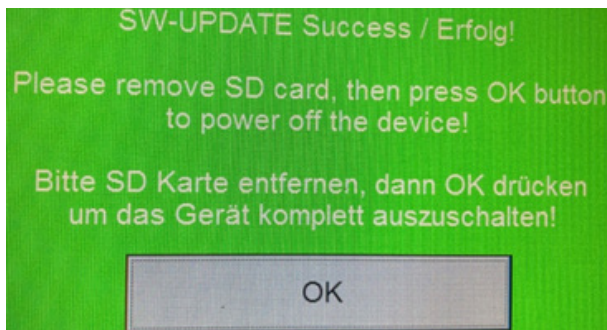 SW-UPDATE Success / Erfolg!
Please remove SD card, then press OK button
to power off the device!
Bitte SD Karte entfernen, dann OK drücken
um das Gerät komplett auszuschalten!
OK